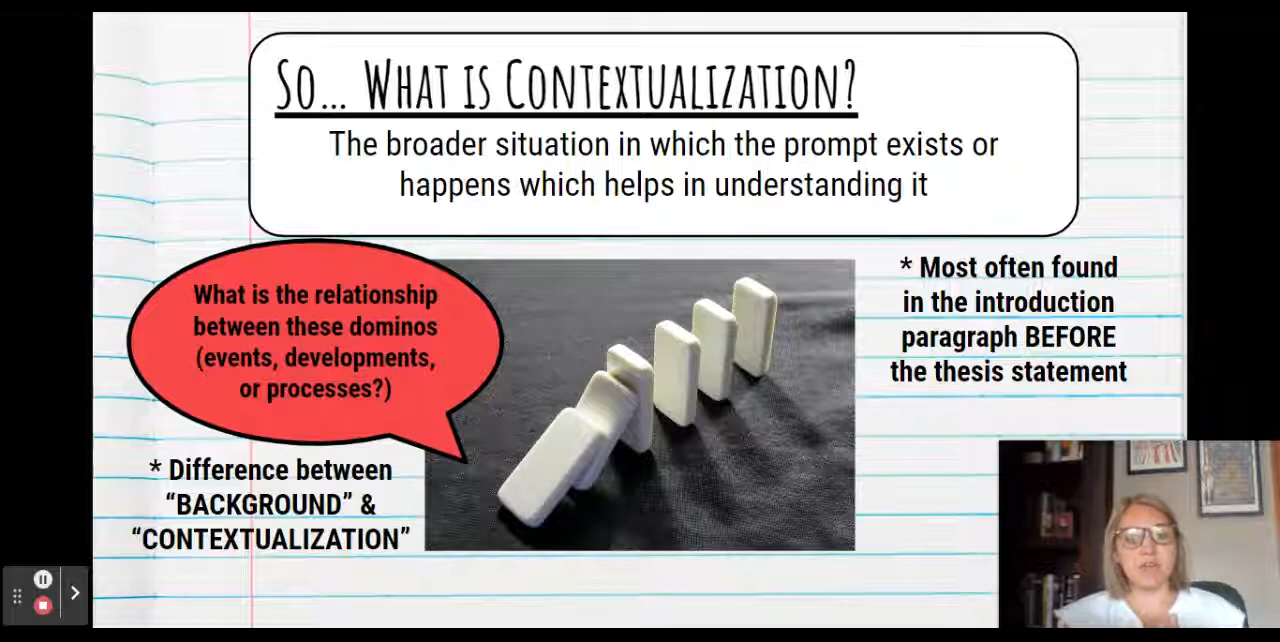 So... What is Contextualization?
The broader situation in which the prompt exists or
happens which helps in understanding it
What is the relationship
between these dominos
(events, developments,
or processes?)
* Most often found
in the introduction
paragraph BEFORE
the thesis statement
* Difference between
“BACKGROUND” &
“CONTEXTUALIZATION”